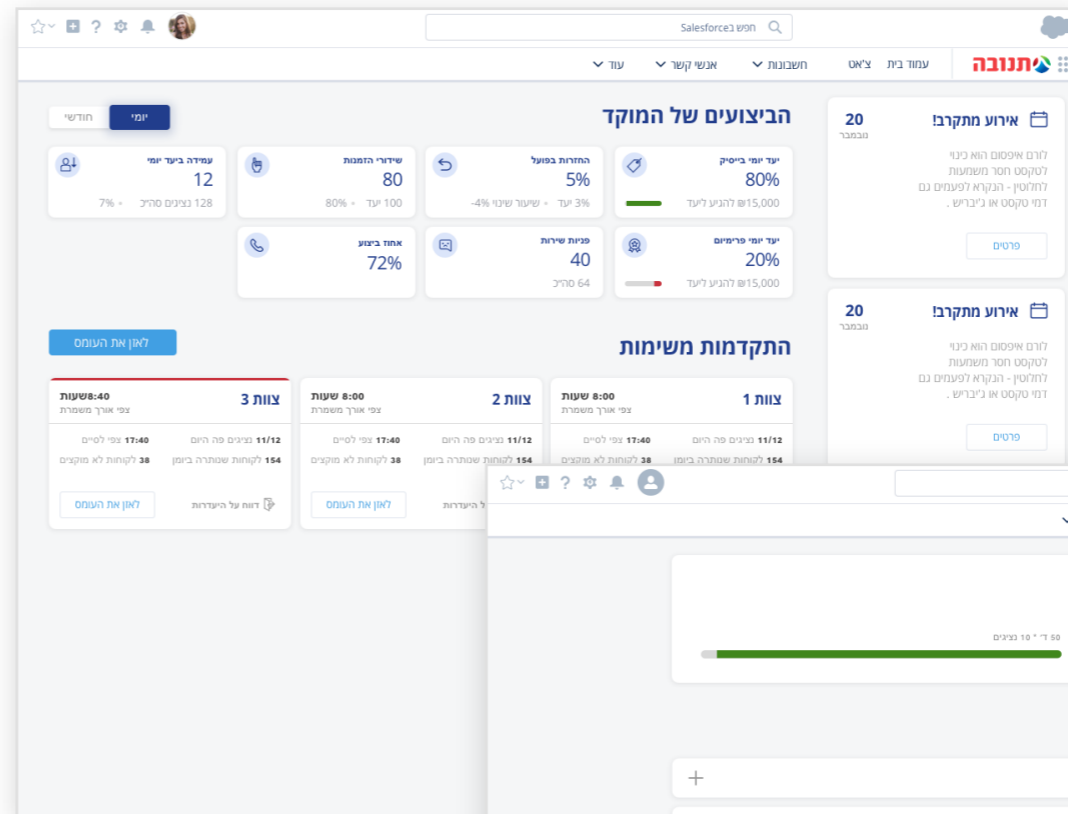 חפש בSalesforce
תנובה
עמוד בית
צ'אט
חשבונות
אנשי קשר
עוד
אירוע מתקרב!
20
נובמבר
לורם איפסום הוא כינוי
לטקסט חסר משמעות
לחלוטין - הנקרא לפעמים גם
דמי טקסט או ג'יבריש .
פרטים
אירוע מתקרב!
20
נובמבר
לורם איפסום הוא כינוי
לטקסט חסר משמעות
לחלוטין - הנקרא לפעמים גם
דמי טקסט או ג'יבריש .
פרטים
הביצועים של המוקד
יומי
חודשי
יעד יומי בייסיק
80%
₪15,000 להגיע ליעד
החזרות בפועל
5%
3% יעד • שיעור שינוי 4%-
שידורי הזמנות
80
100 יעד • 80%
עמידה ביעד יומי
12
128 נציגים סה״כ • 7%
יעד יומי פרימיום
20%
₪15,000 להגיע ליעד
פניות שירות
40
64 סה״כ
אחוז ביצוע
72%
התקדמות משימות
לאזן את העומס
צוות 1
8:00 שעות
צפי אורך משמרת
11/12 נציגים פה היום
17:40 צפי לסיים
154 לקוחות שנותרה ביומן
38 לקוחות לא מוקצים
צוות 2
8:00 שעות
צפי אורך משמרת
11/12 נציגים פה היום
17:40 צפי לסיים
154 לקוחות שנותרה ביומן
38 לקוחות לא מוקצים
ל היעדרות
לאזן את העומס
צוות 3
8:40שעות
צפי אורך משמרת
11/12 נציגים פה היום
17:40 צפי לסיים
154 לקוחות שנותרה ביומן
38 לקוחות לא מוקצים
דווח על היעדרות
לאזן את העומס
50 ד׳ * 10 נציגים